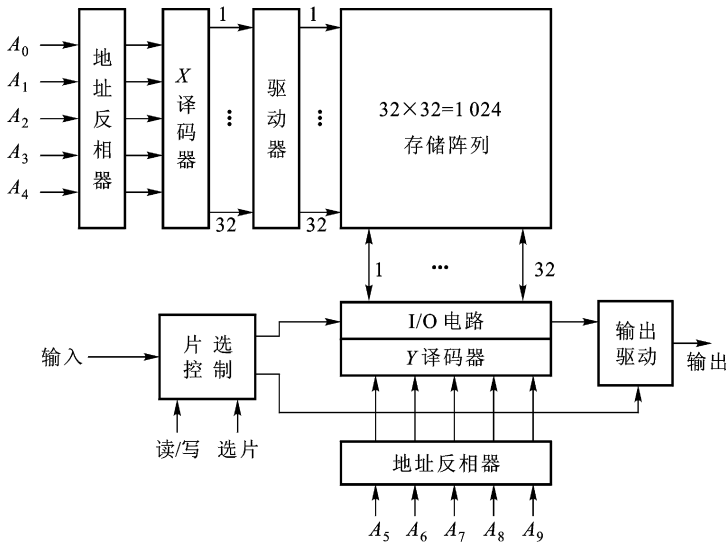 A0
A1
A2
A3
A4
地址反相器
X译码器
1
⋮
32
驱动器
1
⋮
32
32×32=1 024
存储阵列
1
…
32
输入
片选
控制
读/写
选片
I/O 电路
Y译码器
输出
驱动
输出
地址反相器
A5
A6
A7
A8
A9